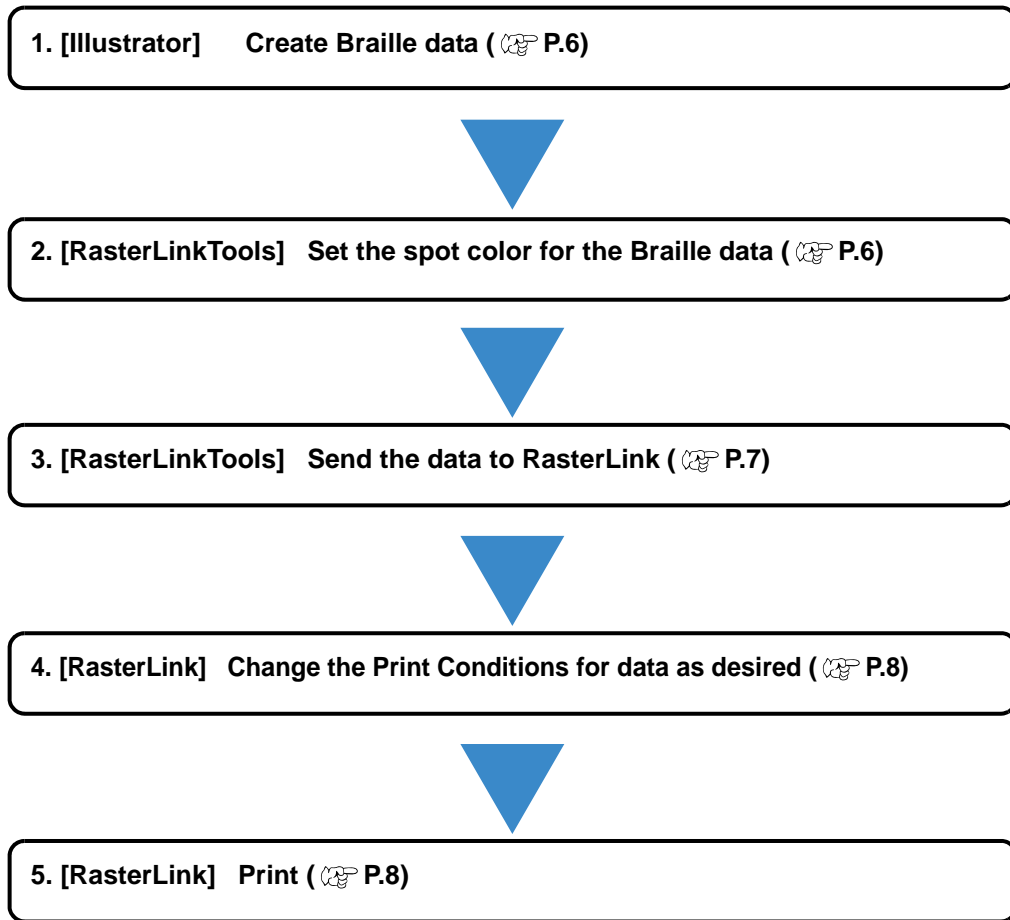 1. [Illustrator] Create Braille data ( P.6)
2. [RasterLinkTools] Set the spot color for the Braille data ( P.6)
3. [RasterLinkTools] Send the data to RasterLink ( P.7)
4. [RasterLink] Change the Print Conditions for data as desired ( P.8)
5. [RasterLink] Print ( P.8)